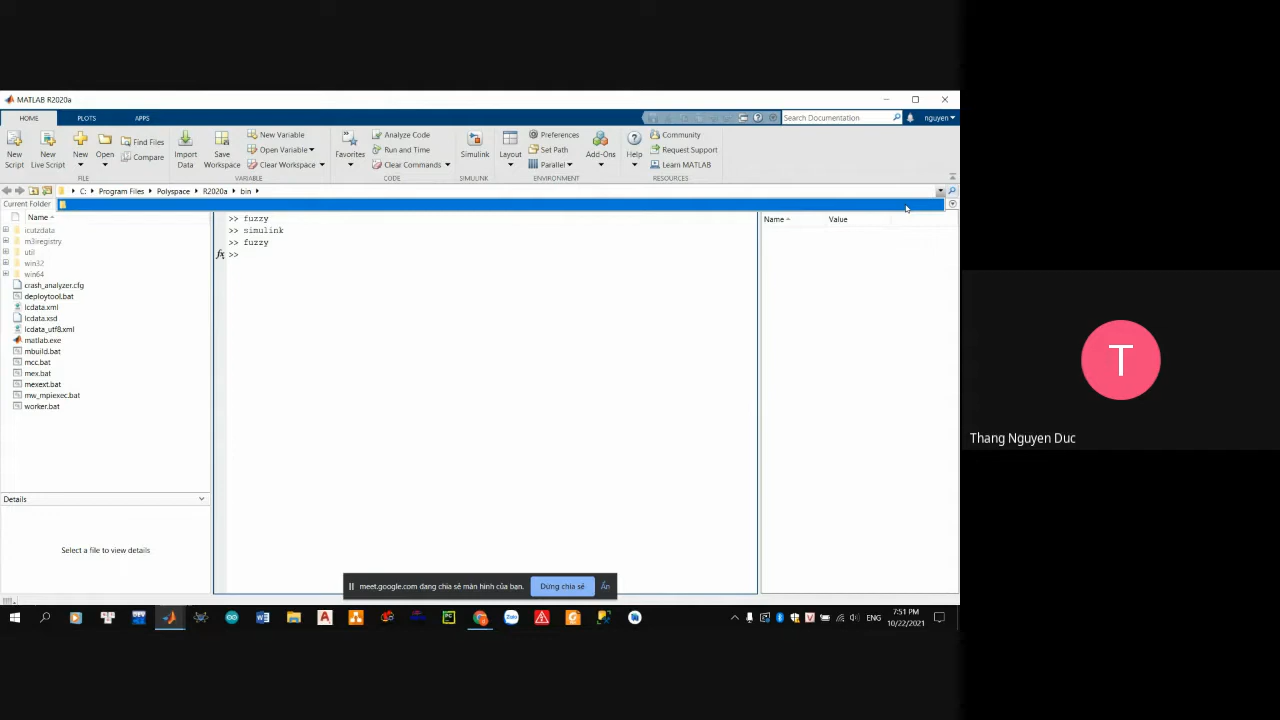 MATLAB R2020a
HOME PLOTS APPS
Search Documentation
nguyen
New Script
New Live Script
New
Open
Find Files
Compare
FILE
Import Data
Save Workspace
New Variable
Open Variable
Clear Workspace
VARIABLE
Favorites
Analyze Code
Run and Time
Clear Commands
CODE
Simulink
SIMULINK
Layout
Preferences
Set Path
Parallel
Add-Ons
ENVIRONMENT
Help
Community
Request Support
Learn MATLAB
RESOURCES
C: Program Files Polyspace R2020a bin
Current Folder
Name
icutzdata
m3iregistry
util
win32
win64
crash_analyzer.cfg
deploytool.bat
lcdata.xml
lcdata.xsd
lcdata_utf8.xml
matlab.exe
mbuild.bat
mcc.bat
mex.bat
mexext.bat
mw_mpiexec.bat
worker.bat
Details
Select a file to view details
>> fuzzy
>> simulink
>> fuzzy
fx >>
Name Value
meet.google.com đang chia sẻ màn hình của bạn. Dừng chia sẻ Ẩn
PC
Zalo
ENG
7:51 PM
10/22/2021
T
Thang Nguyen Duc